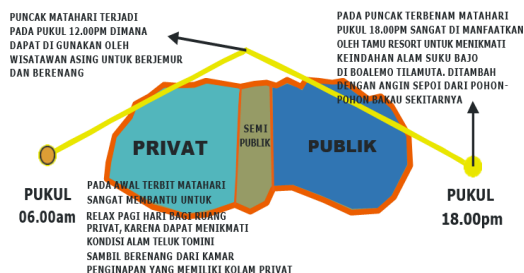 PUNCAK MATAHARI TERJADI
PADA PUKUL 12.00PM DIMANA
DAPAT DI GUNAKAN OLEH
WISATAWAN ASING UNTUK BERJEMUR
DAN BERENANG
PADA PUNCAK TERBENAM MATAHARI
PUKUL 18.00PM SANGAT DI MANFAATKAN
OLEH TAMU RESORT UNTUK MENIKMATI
KEINDAHAN ALAM SUKU BAJO
DI BOALEMO TILAMUTA. DITAMBAH
DENGAN ANGIN SEPOI DARI POHON-
POHON BAKAU SEKITARNYA
PRIVAT
SEMI
PUBLIK
PUBLIK
PUKUL
06.00am
PADA AWAL TERBIT MATAHARI
SANGAT MEMBANTU UNTUK
RELAX PAGI HARI BAGI RUANG
PRIVAT, KARENA DAPAT MENIKMATI
KONDISI ALAM TELUK TOMINI
SAMBIL BERENANG DARI KAMAR
PENGINAPAN YANG MEMILIKI KOLAM PRIVAT
PUKUL
18.00pm